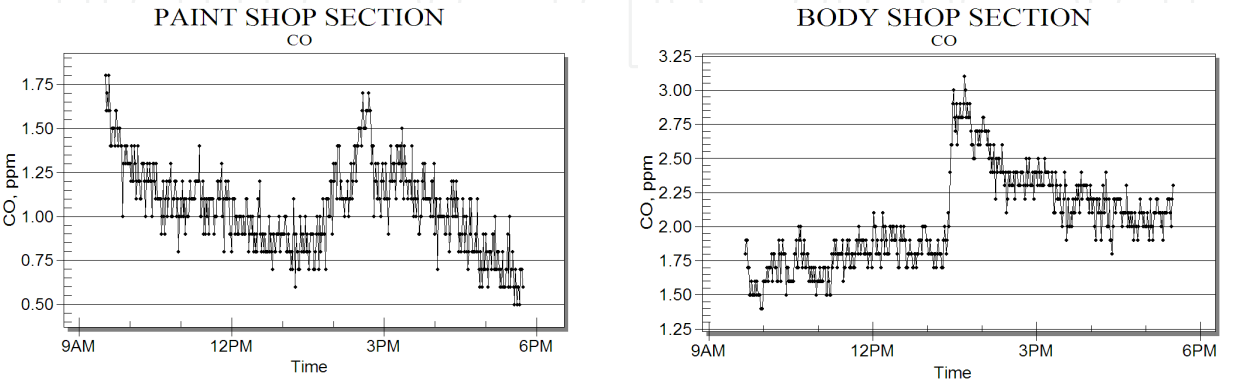 PAINT SHOP SECTION
CO
1.75
1.50
1.25
1.00
0.75
0.50
CO, ppm
9AM 12PM 3PM 6PM
Time
BODY SHOP SECTION
CO
3.25
3.00
2.75
2.50
2.25
2.00
1.75
1.50
1.25
CO, ppm
9AM 12PM 3PM 6PM
Time